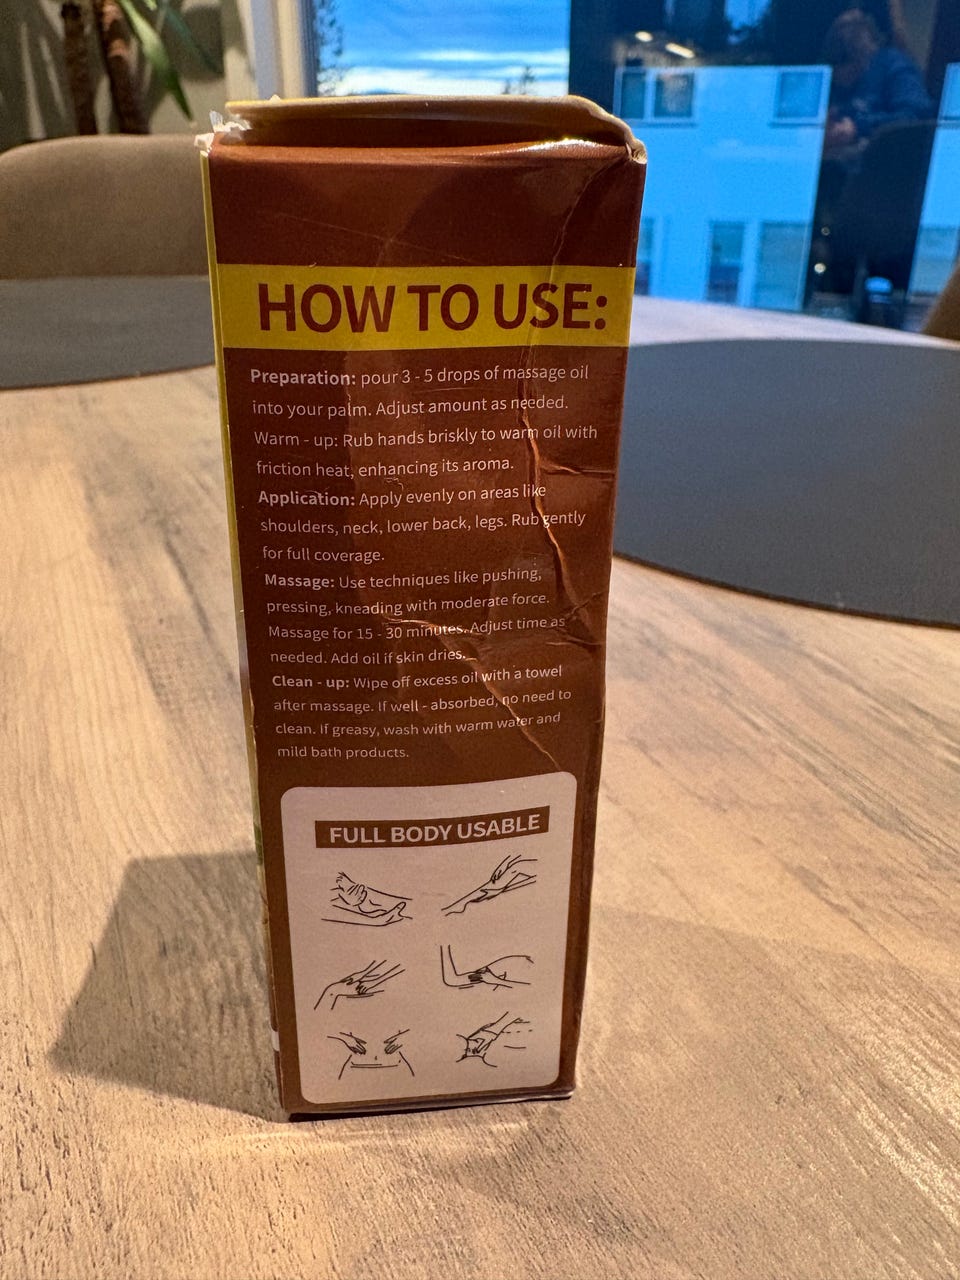 HOW TO USE:
Preparation: pour 3 - 5 drops of massage oil
into your palm. Adjust amount as needed.
Warm - up: Rub hands briskly to warm oil with
friction heat, enhancing its aroma.
Application: Apply evenly on areas like
shoulders, neck, lower back, legs. Rub gently
for full coverage.
Massage: Use techniques like pushing,
pressing, kneading with moderate force.
Massage for 15 - 30 minutes. Adjust time as
needed. Add oil if skin dries.
Clean - up: Wipe off excess oil with a towel
after massage. If well - absorbed, no need to
clean. If greasy, wash with warm water and
mild bath products.
FULL BODY USABLE